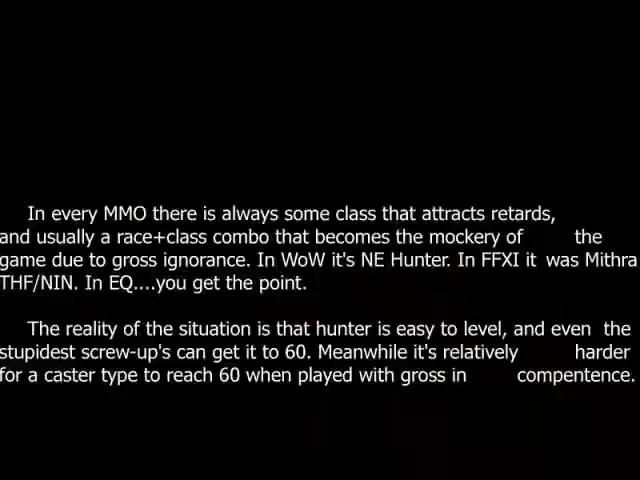 In every MMO there is always some class that attracts retards,
and usually a race+class combo that becomes the mockery of the
game due to gross ignorance. In WoW it's NE Hunter. In FFXI it was Mithra
THF/NIN. In EQ....you get the point.
The reality of the situation is that hunter is easy to level, and even the
stupidest screw-up's can get it to 60. Meanwhile it's relatively harder
for a caster type to reach 60 when played with gross in compentence.